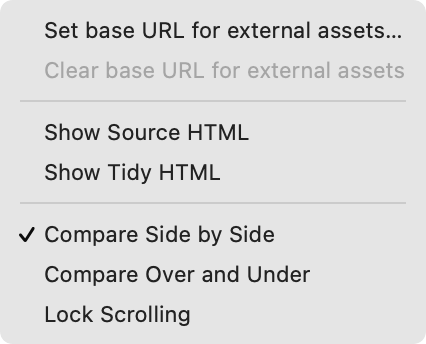 Set base URL for external assets...
Clear base URL for external assets
Show Source HTML
Show Tidy HTML
Compare Side by Side
Compare Over and Under
Lock Scrolling